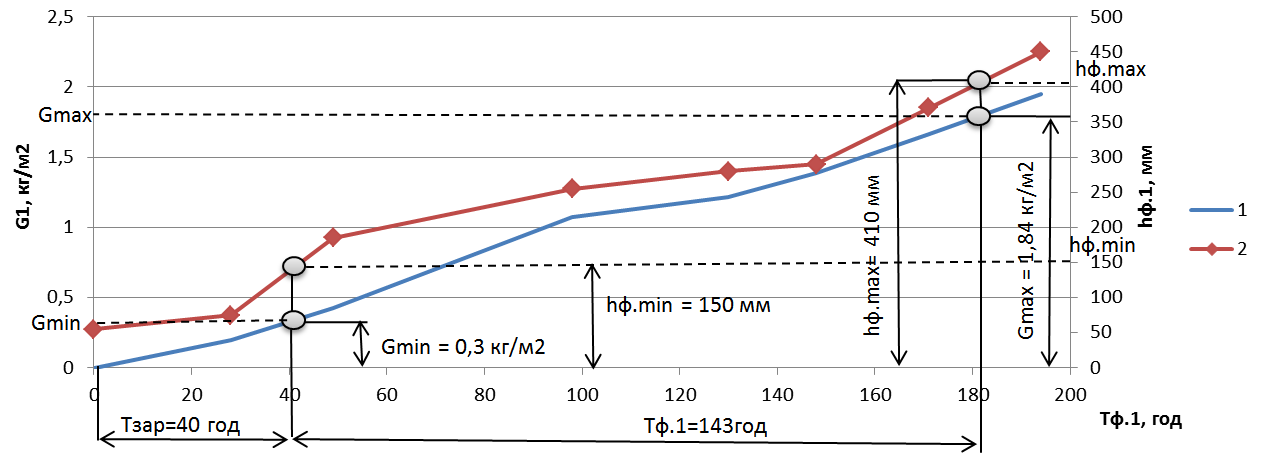 2,5
2
1,5
1
0,5
0
G1, кг/м2
Gmax
Gmin
500
450
400
350
300
250
200
150
100
50
0
hф.1, мм
hф.max
hф.min
hф.max= 410 мм
Gmax = 1,84 кг/м2
hф.min = 150 мм
Gmin = 0,3 кг/м2
0 20 40 60 80 100 120 140 160 180 200
Тзар=40 год
Тф.1=143год
Тф.1, год
1
2